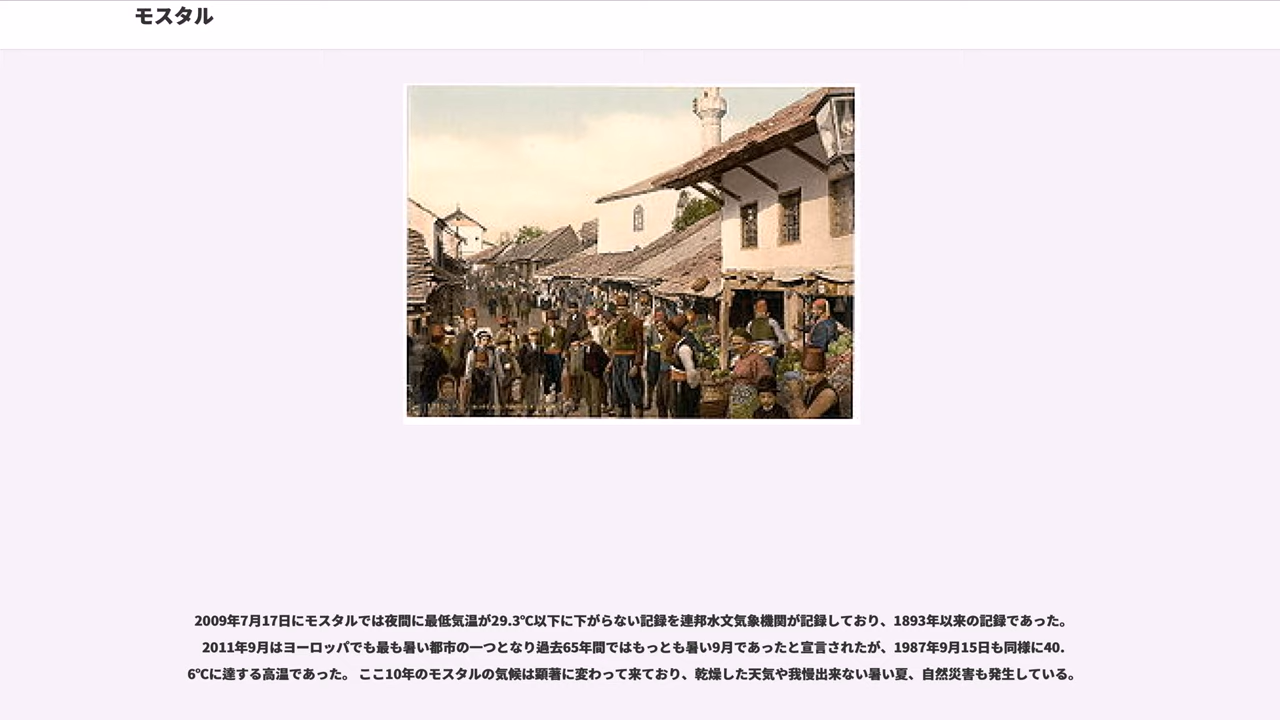 モスタル
2009年7月17日にモスタルでは夜間に最低気温が29.3℃以下に下がらない記録を連邦水文気象機関が記録しており、1893年以来の記録であった。
2011年9月はヨーロッパでも最も暑い都市の一つとなり過去65年間ではもっとも暑い9月であったと宣言されたが、1987年9月15日も同様に40.
6℃に達する高温であった。 ここ10年のモスタルの気候は顕著に変わって来ており、乾燥した天気や我慢出来ない暑い夏、自然災害も発生している。